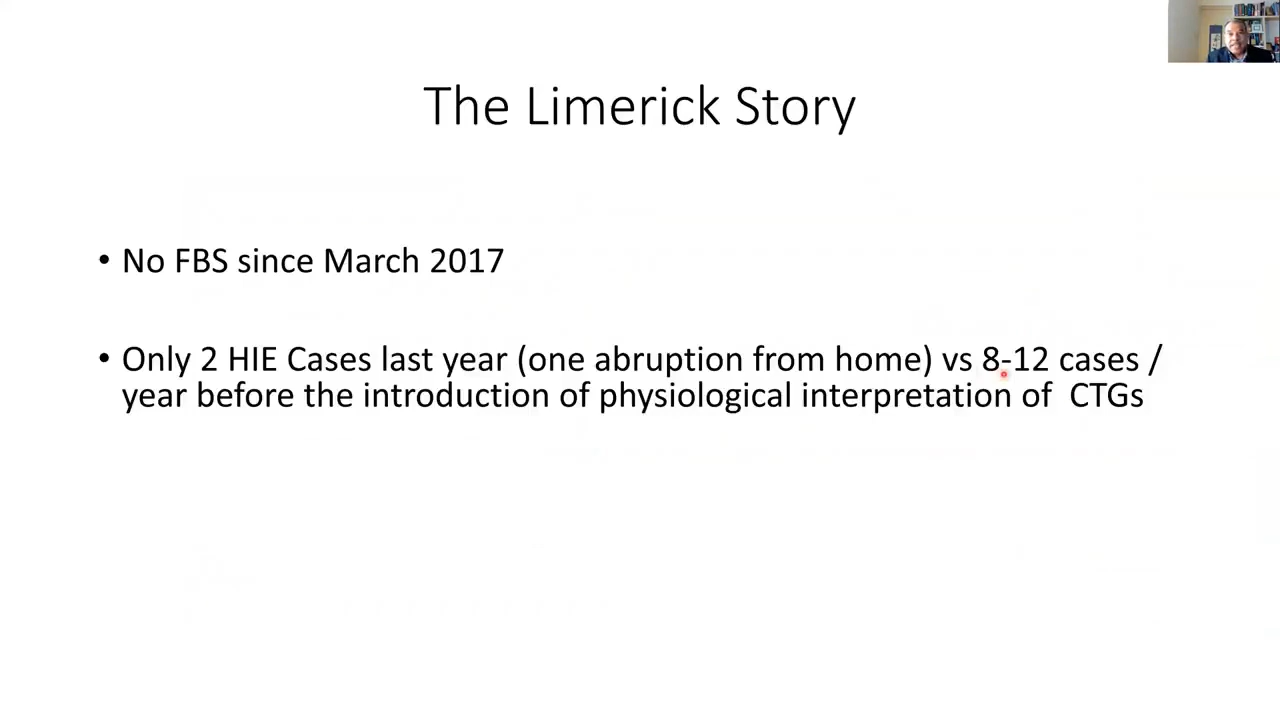 The Limerick Story
• No FBS since March 2017
• Only 2 HIE Cases last year (one abruption from home) vs 8-12 cases /
year before the introduction of physiological interpretation of  CTGs